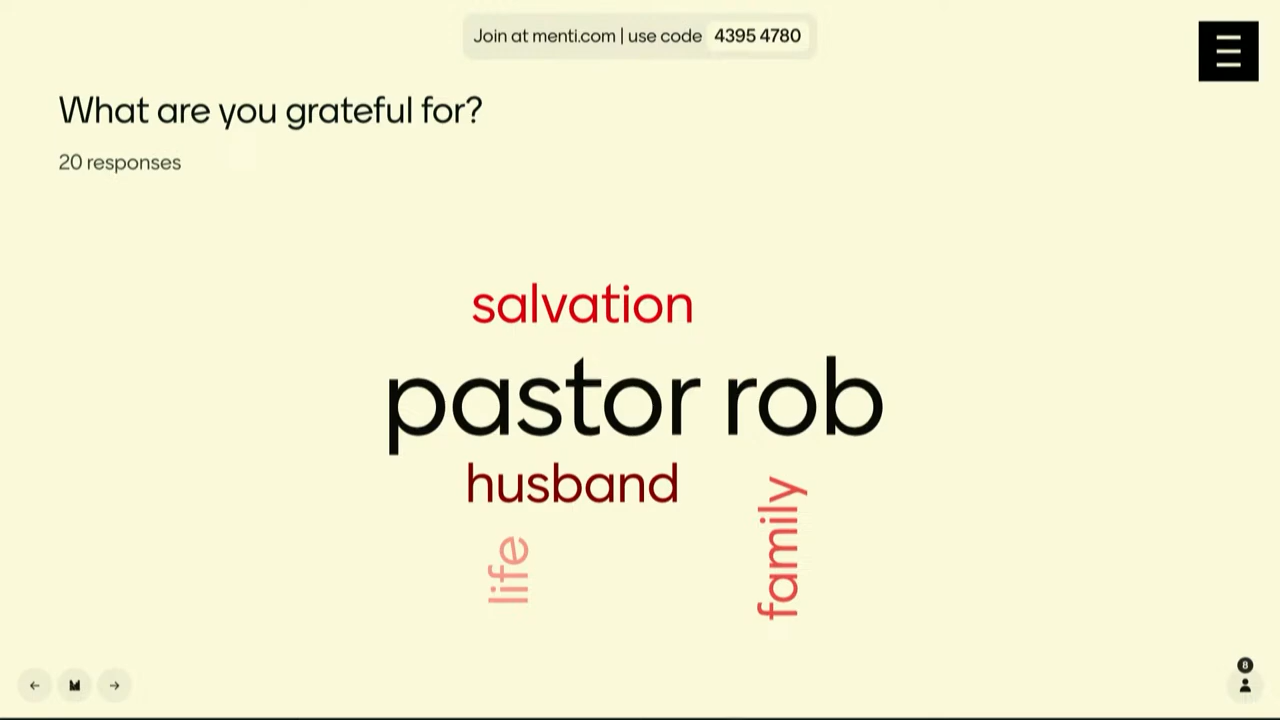 Join at menti.com | use code 4395 4780
What are you grateful for?
20 responses
salvation
pastor rob
husband
family
life
8